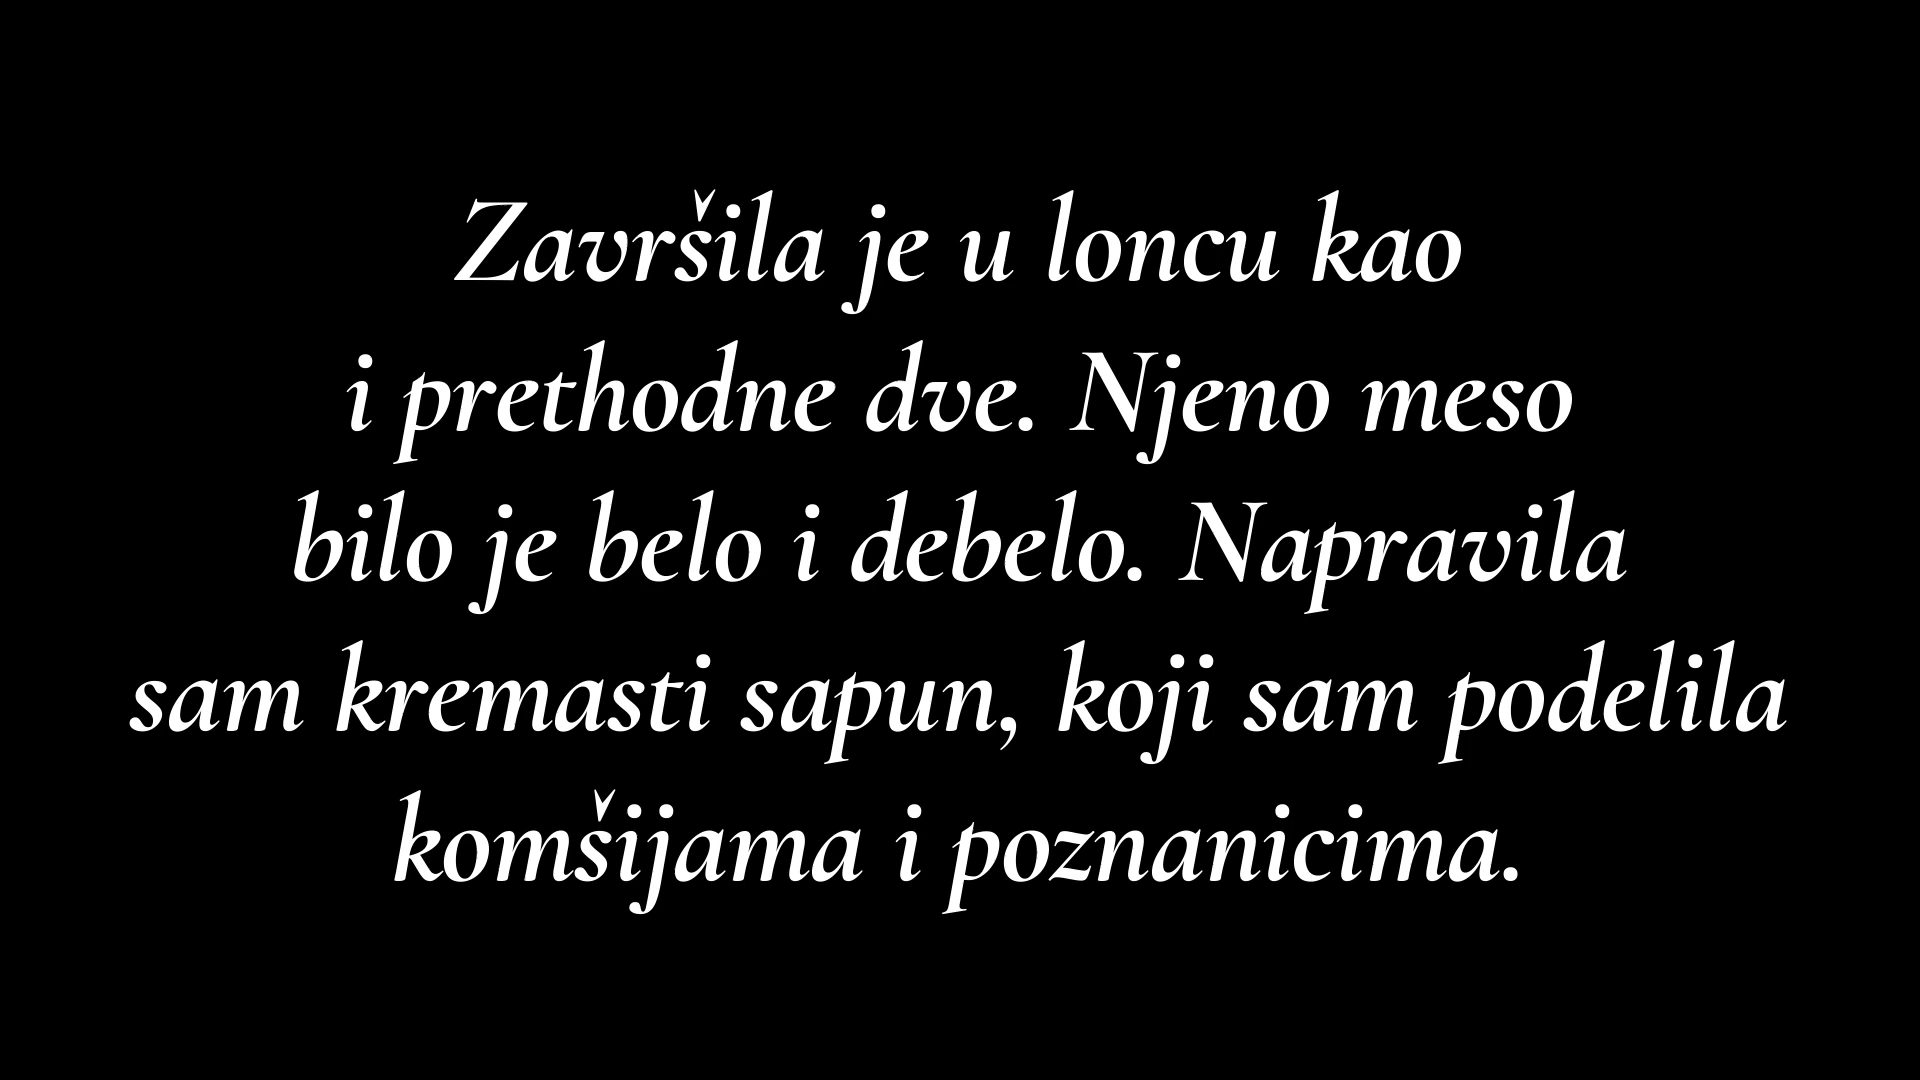 Završila je u loncu kao
i prethodne dve. Njeno meso
bilo je belo i debelo. Napravila
sam kremasti sapun, koji sam podelila
komšijama i poznanicima.